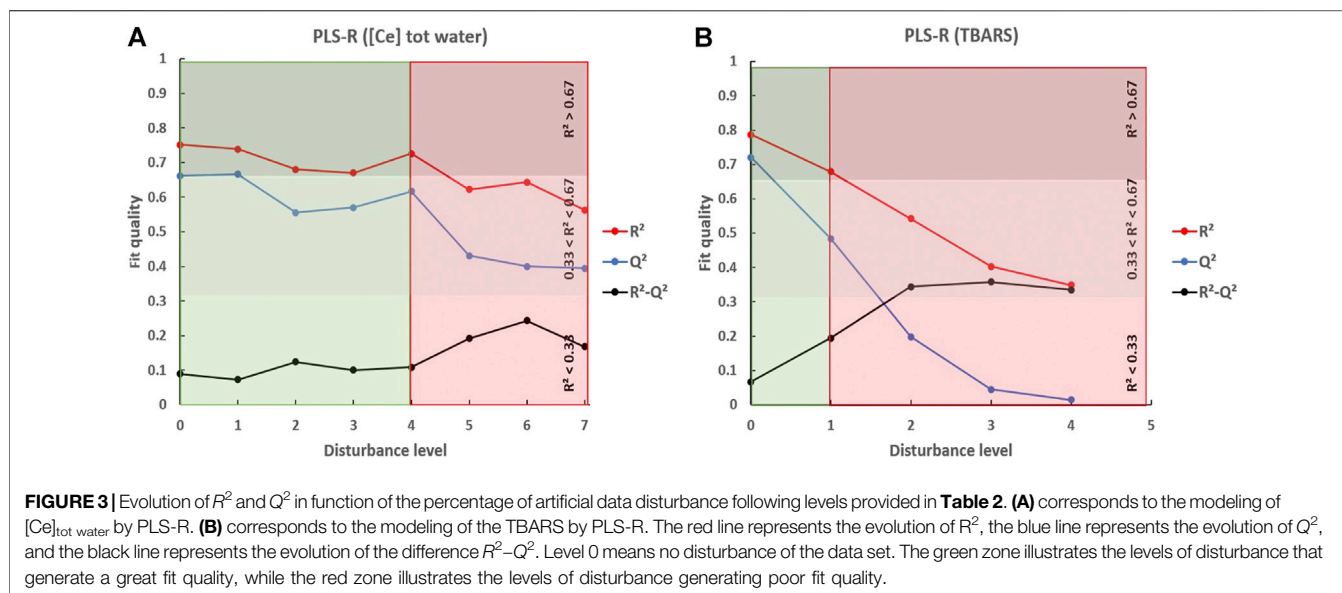 A
PLS-R ([Ce] tot water)
1
0.9
0.8
0.7
0.6
0.5
0.4
0.3
0.2
0.1
0
Fit quality
0 1 2 3 4 5 6 7
Disturbance level
R² > 0.67
0.33 < R² < 0.67
R² < 0.33
R²
Q²
R²-Q²
B
PLS-R (TBARS)
1
0.9
0.8
0.7
0.6
0.5
0.4
0.3
0.2
0.1
0
Fit quality
0 1 2 3 4 5
Disturbance level
R² > 0.67
0.33 < R² < 0.67
R² < 0.33
R²
Q²
R²-Q²
FIGURE 3 | Evolution of R² and Q² in function of the percentage of artificial data disturbance following levels provided in Table 2. (A) corresponds to the modeling of
[Ce]tot water by PLS-R. (B) corresponds to the modeling of the TBARS by PLS-R. The red line represents the evolution of R², the blue line represents the evolution of Q²,
and the black line represents the evolution of the difference R²–Q². Level 0 means no disturbance of the data set. The green zone illustrates the levels of disturbance that
generate a great fit quality, while the red zone illustrates the levels of disturbance generating poor fit quality.